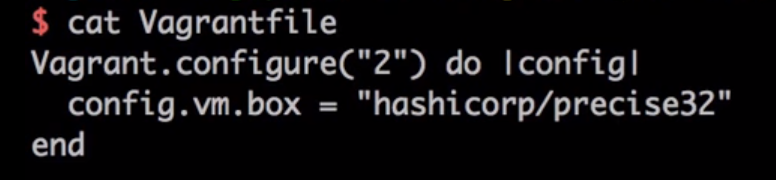 $ cat Vagrantfile
Vagrant.configure("2") do |config|
  config.vm.box = "hashicorp/precise32"
end